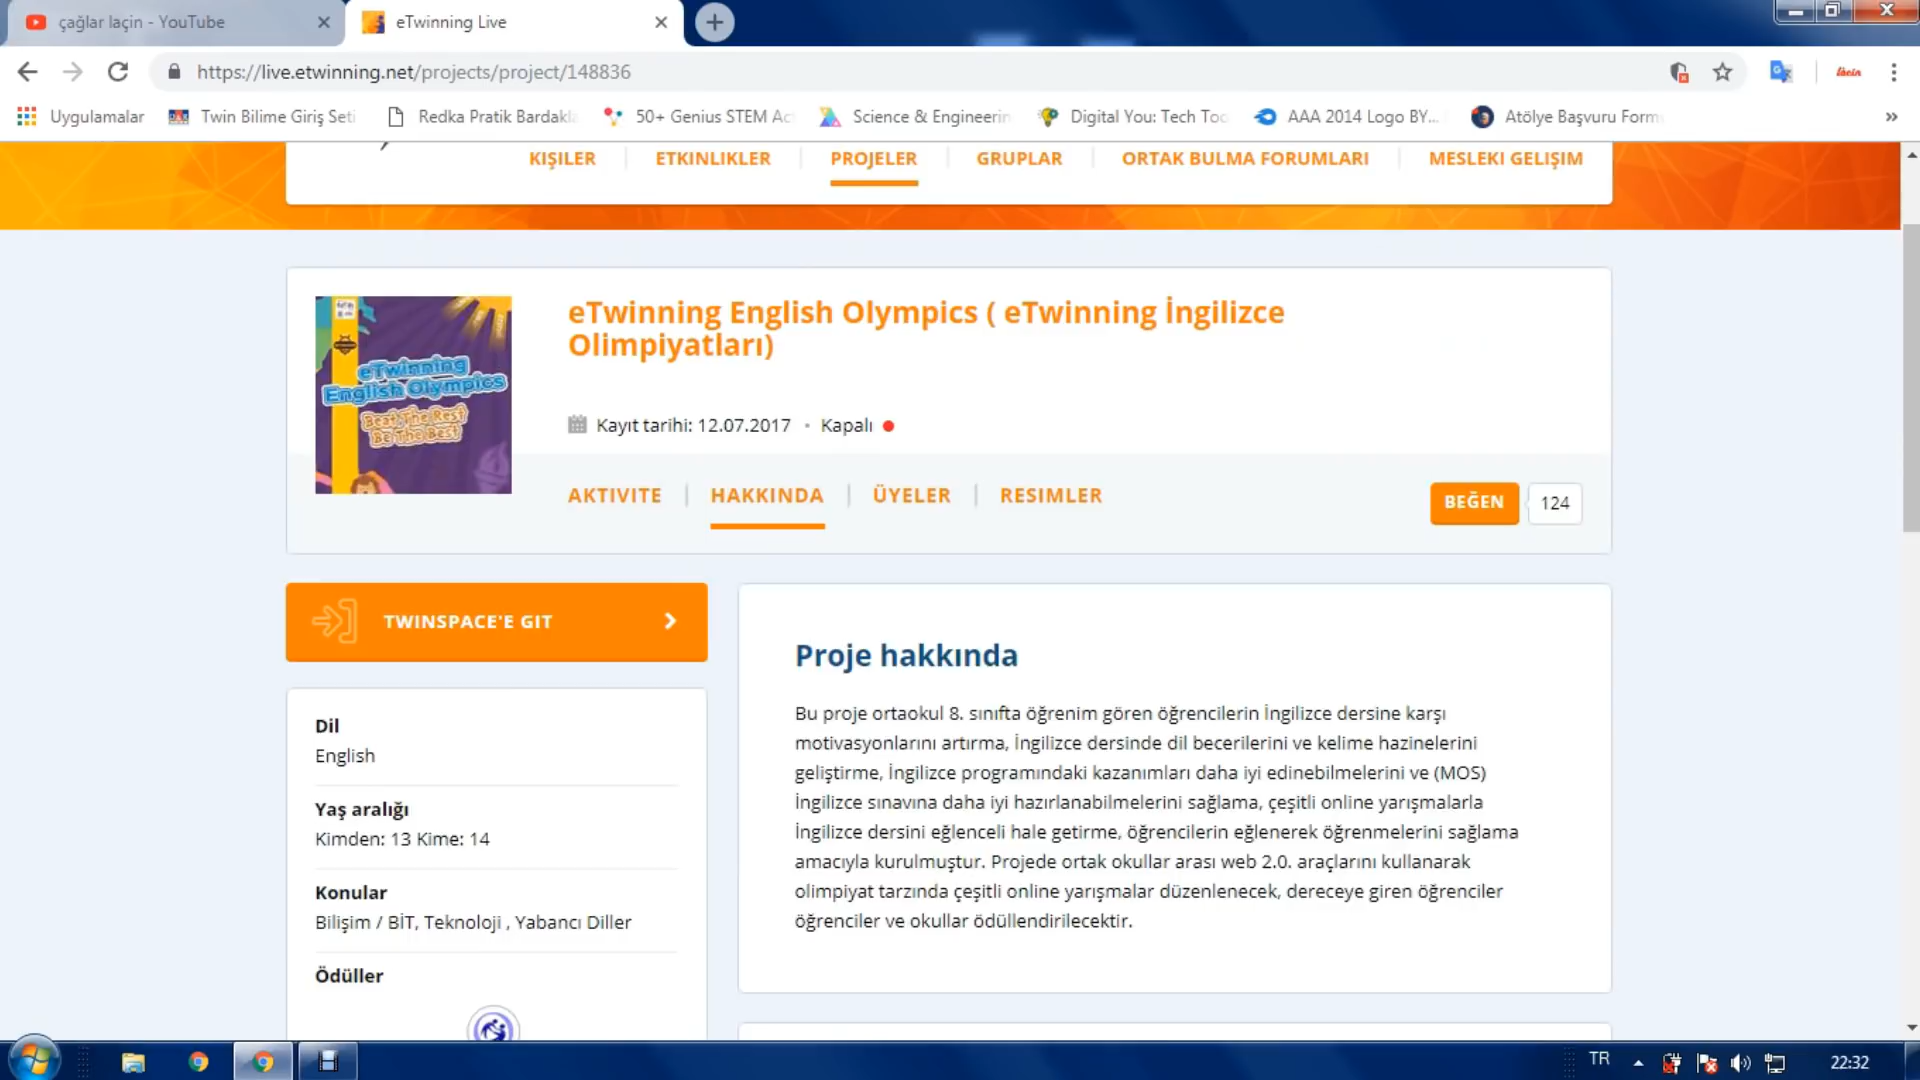 çağlar laçin - YouTube
eTwinning Live
https://live.etwinning.net/projects/project/148836
Uygulamalar
Twin Bilime Giriş Seti
Redka Pratik Bardakla
50+ Genius STEM Ac
Science & Engineerin
Digital You: Tech Too
AAA 2014 Logo BY...
Atölye Başvuru Form
KIŞILER
ETKINLIKLER
PROJELER
GRUPLAR
ORTAK BULMA FORUMLARI
MESLEKI GELIŞIM
eTwinning
English Olympics
Beat The Rest
Be The Best
eTwinning English Olympics ( eTwinning İngilizce
Olimpiyatları)
Kayıt tarihi: 12.07.2017 • Kapalı
AKTIVITE
HAKKINDA
ÜYELER
RESIMLER
BEĞEN
124
TWINSPACE'E GIT
Dil
English
Yaş aralığı
Kimden: 13 Kime: 14
Konular
Bilişim / BİT, Teknoloji , Yabancı Diller
Ödüller
Proje hakkında
Bu proje ortaokul 8. sınıfta öğrenim gören öğrencilerin İngilizce dersine karşı
motivasyonlarını artırma, İngilizce dersinde dil becerilerini ve kelime hazinelerini
geliştirme, İngilizce programındaki kazanımları daha iyi edinebilmelerini ve (MOS)
İngilizce sınavına daha iyi hazırlanabilmelerini sağlama, çeşitli online yarışmalarla
İngilizce dersini eğlenceli hale getirme, öğrencilerin eğlenerek öğrenmelerini sağlama
amacıyla kurulmuştur. Projede ortak okullar arası web 2.0. araçlarını kullanarak
olimpiyat tarzında çeşitli online yarışmalar düzenlenecek, dereceye giren öğrenciler
öğrenciler ve okullar ödüllendirilecektir.
TR
22:32